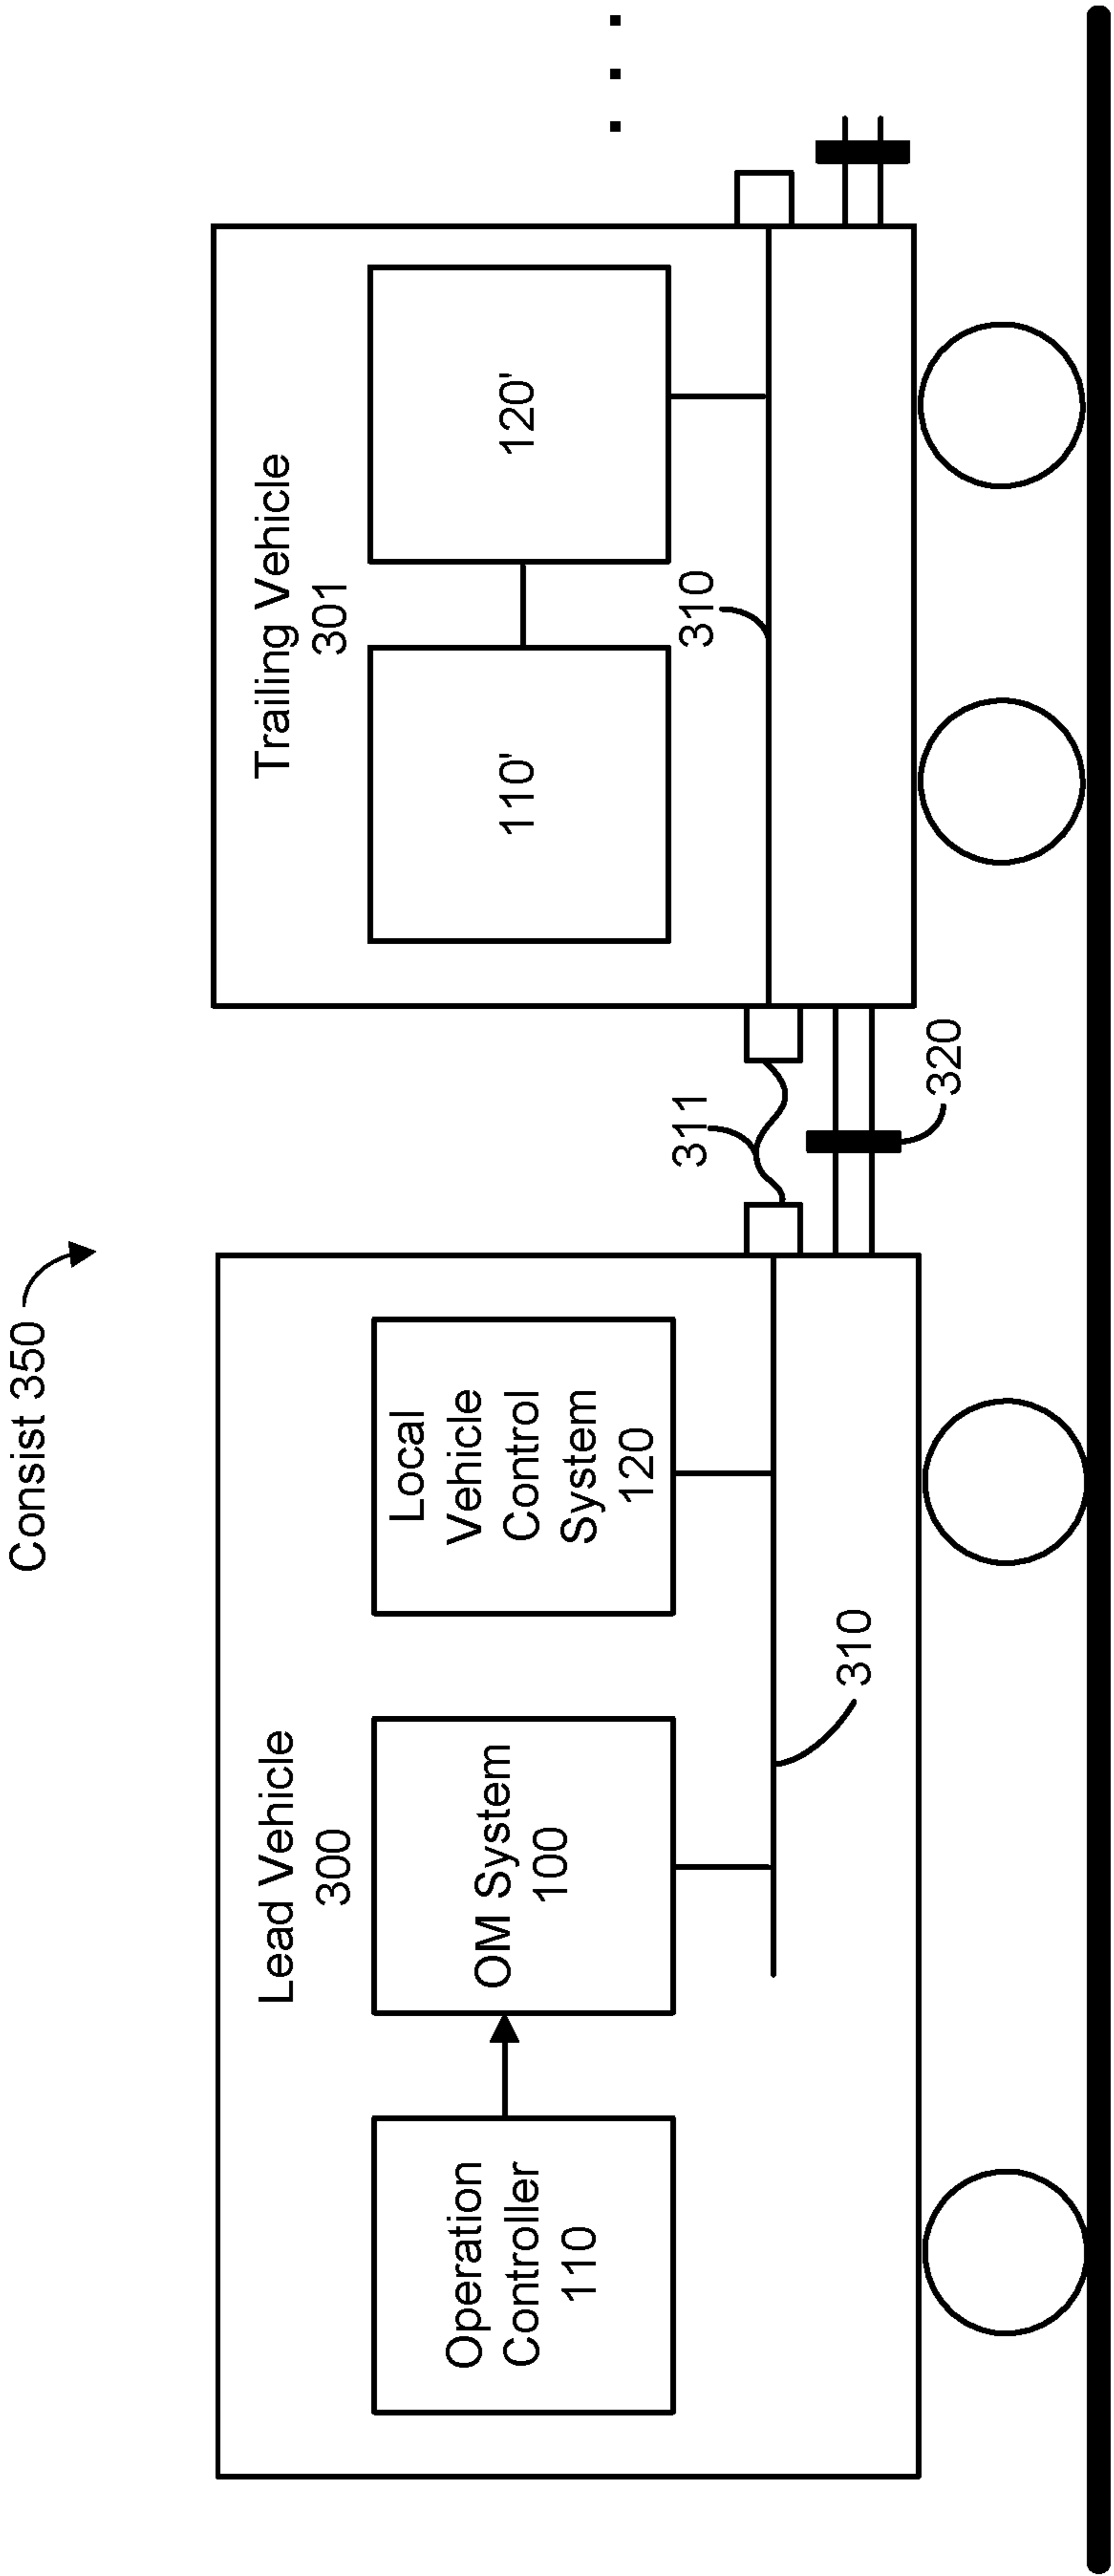 Consist 350
Lead Vehicle
300
Operation
Controller
110
OM System
100
Local
Vehicle
Control
System
120
310
311
320
Trailing Vehicle
301
110'
120'
310